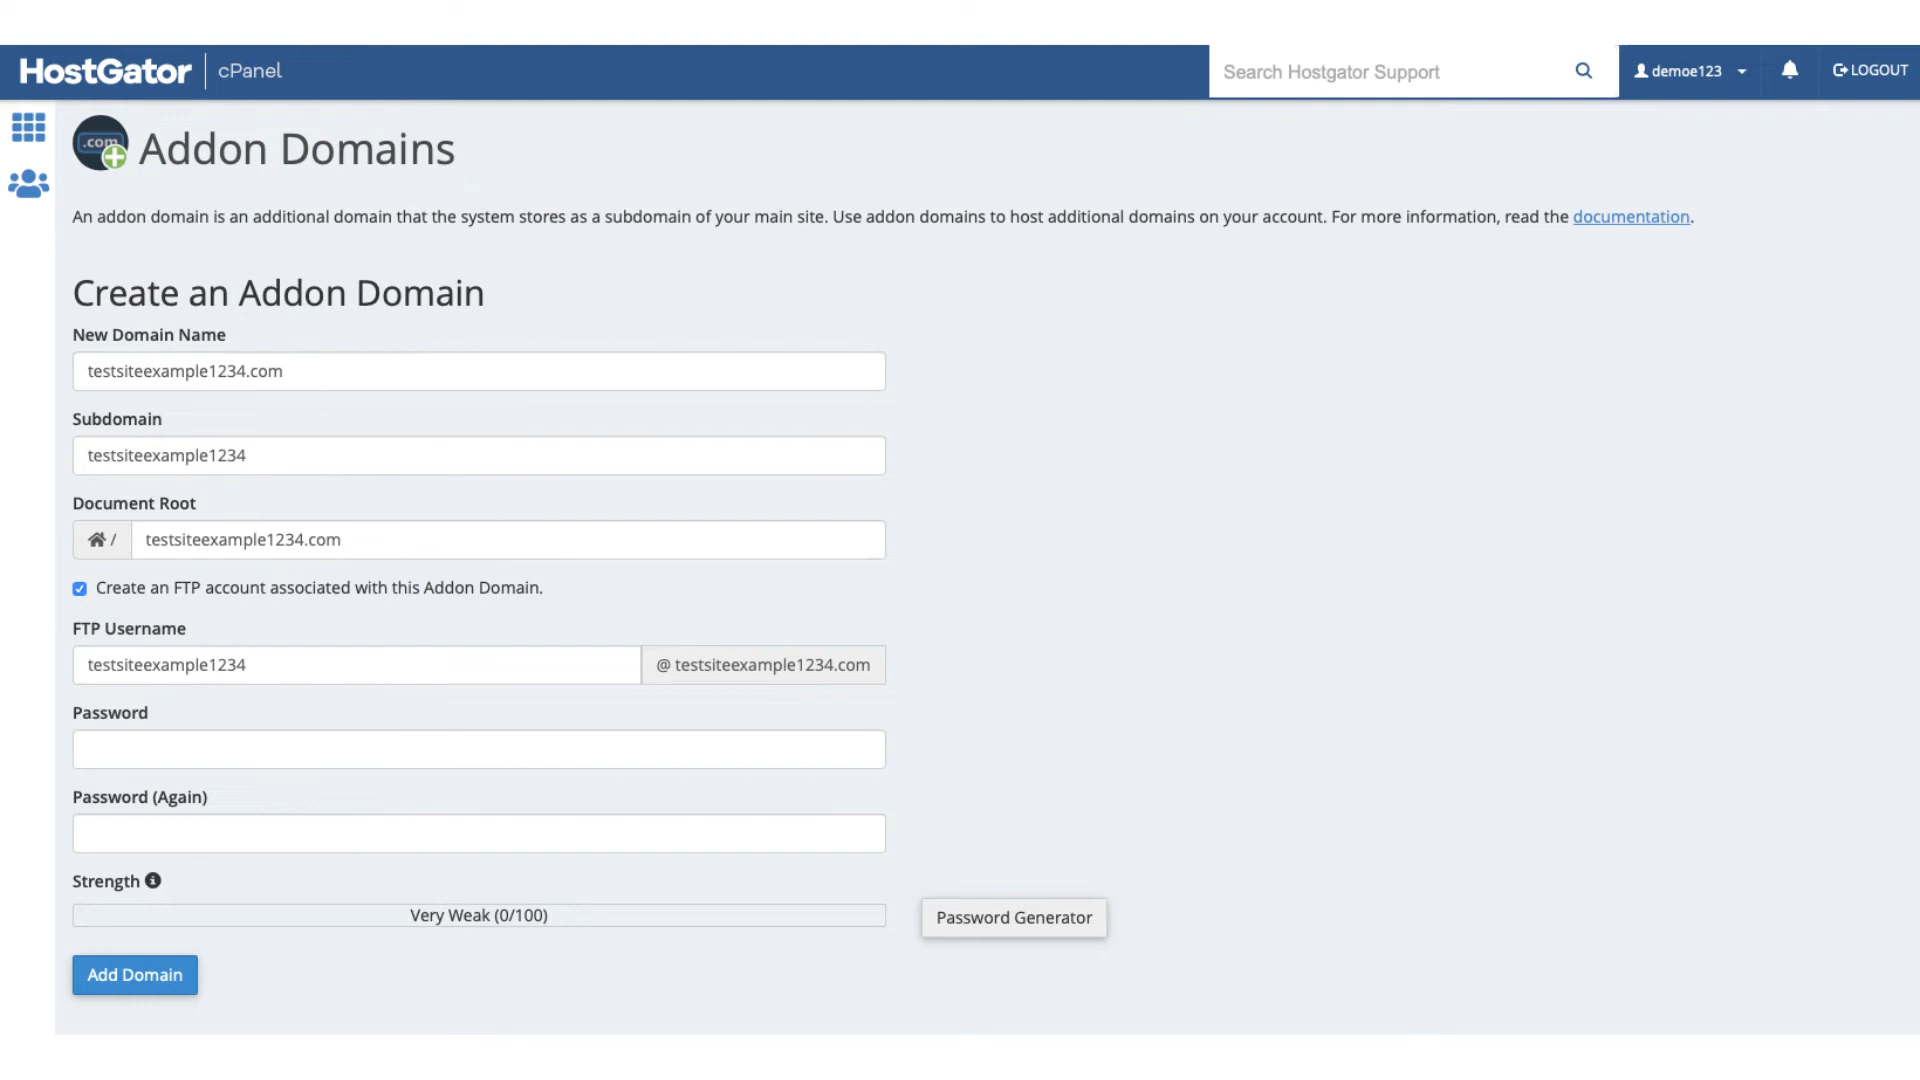 HostGator cPanel Search Hostgator Support demoe123 LOGOUT
.com Addon Domains
An addon domain is an additional domain that the system stores as a subdomain of your main site. Use addon domains to host additional domains on your account. For more information, read the documentation.
Create an Addon Domain
New Domain Name
testsiteexample1234.com
Subdomain
testsiteexample1234
Document Root
/ testsiteexample1234.com
Create an FTP account associated with this Addon Domain.
FTP Username
testsiteexample1234 @ testsiteexample1234.com
Password
Password (Again)
Strength
Very Weak (0/100) Password Generator
Add Domain